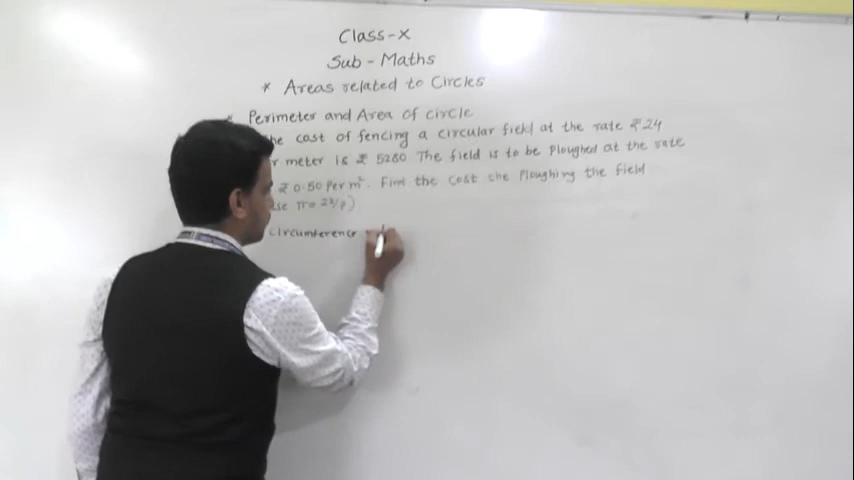 Class-X
Sub - Maths
* Areas related to Circles
* Perimeter and Area of circle
he cost of fencing a circular field at the rate ₹24
r meter is ₹ 5280 The field is to be Ploughed at the rate
₹ 0.50 Per m². Find the cost the Ploughing the field
se π = 22/7)
circumference